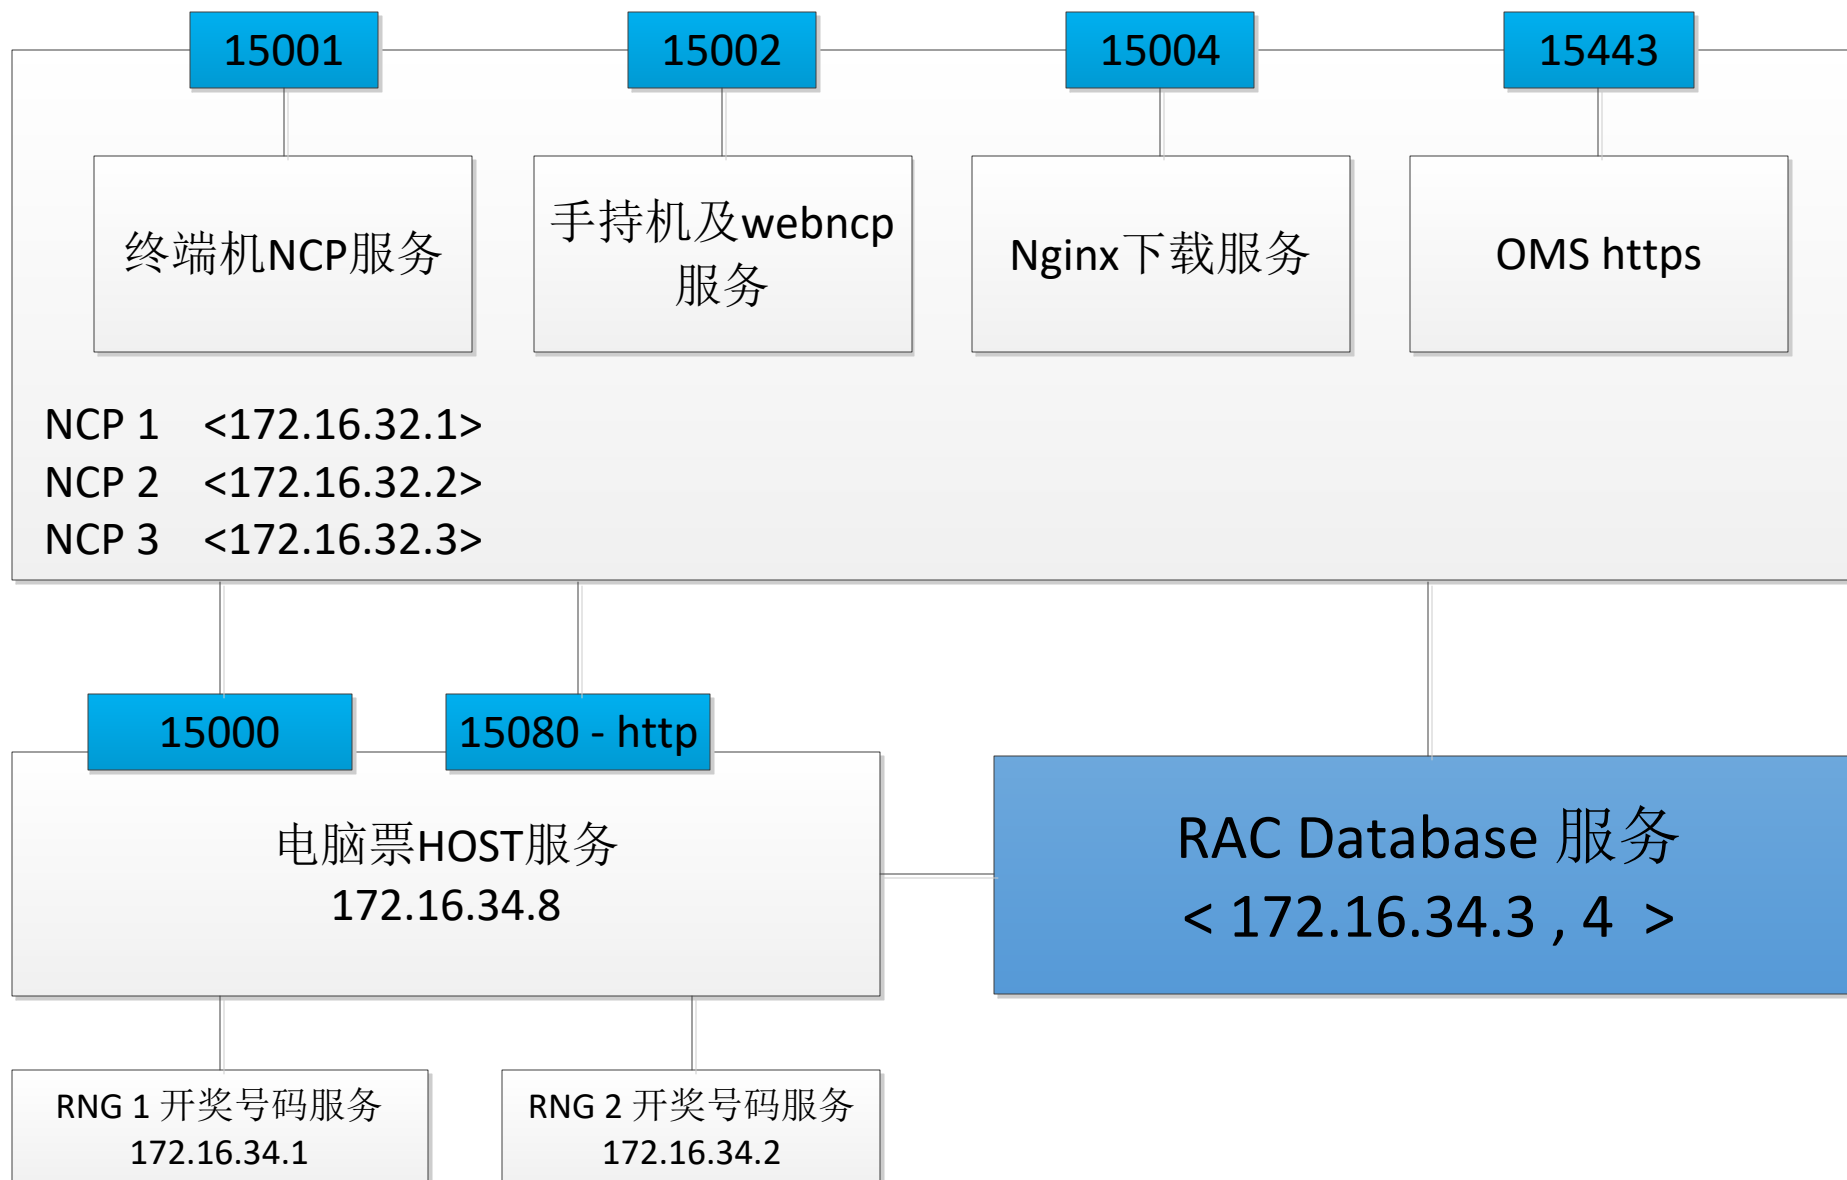 15001
15002
15004
15443
终端机NCP服务
手持机及webncp
服务
Nginx下载服务
OMS https
NCP 1 <172.16.32.1>
NCP 2 <172.16.32.2>
NCP 3 <172.16.32.3>
15000
15080 - http
电脑票HOST服务
172.16.34.8
RAC Database 服务
< 172.16.34.3 , 4 >
RNG 1 开奖号码服务
172.16.34.1
RNG 2 开奖号码服务
172.16.34.2